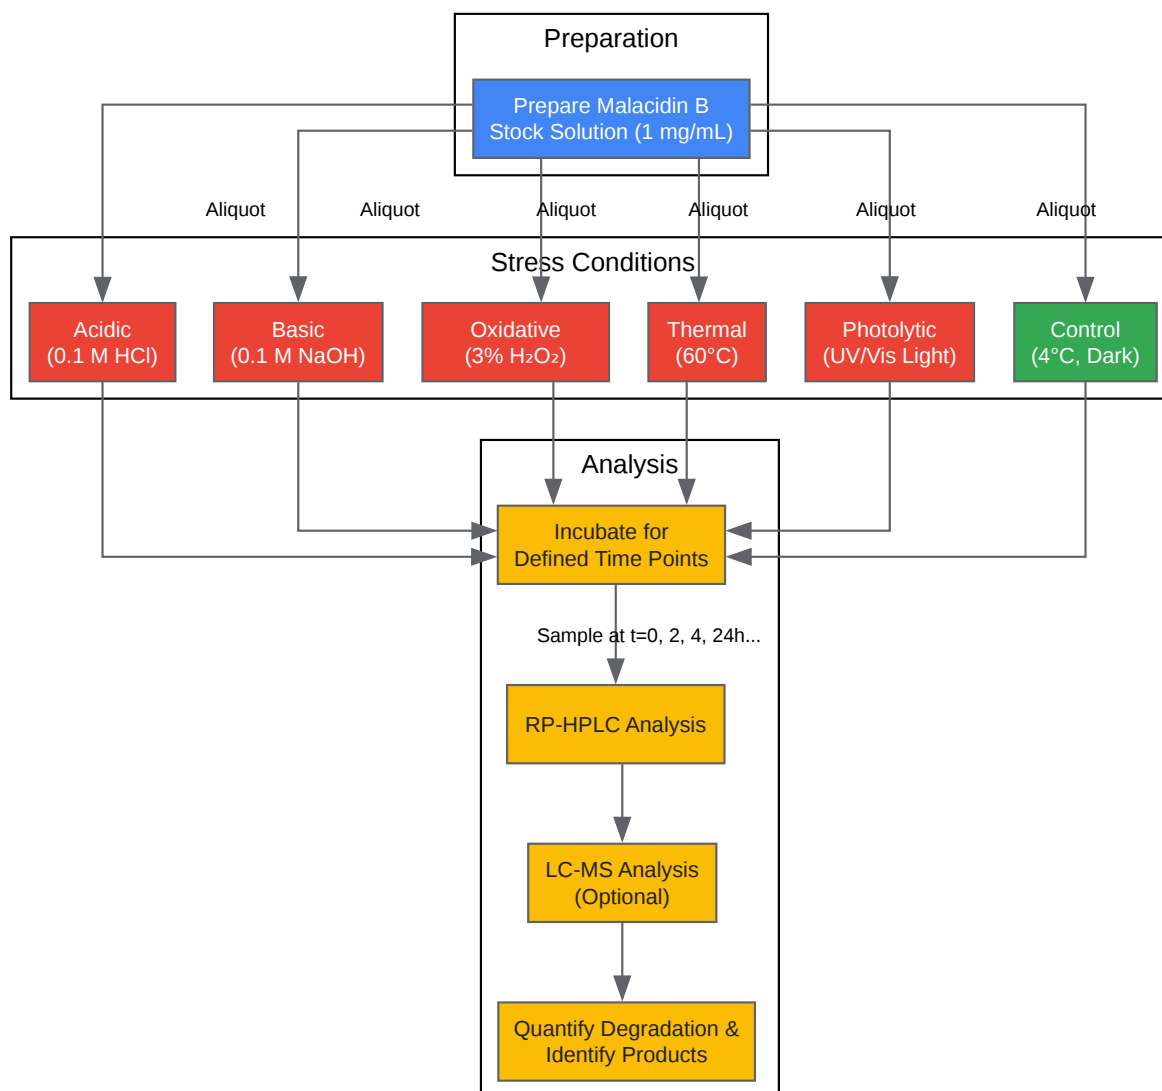 Preparation
Prepare Malacidin B
Stock Solution (1 mg/mL)
Aliquot
Aliquot
Aliquot
Aliquot
Aliquot
Aliquot
Stress Conditions
Acidic
(0.1 M HCl)
Basic
(0.1 M NaOH)
Oxidative
(3% H₂O₂)
Thermal
(60°C)
Photolytic
(UV/Vis Light)
Control
(4°C, Dark)
Analysis
Incubate for
Defined Time Points
Sample at t=0, 2, 4, 24h...
RP-HPLC Analysis
LC-MS Analysis
(Optional)
Quantify Degradation &
Identify Products